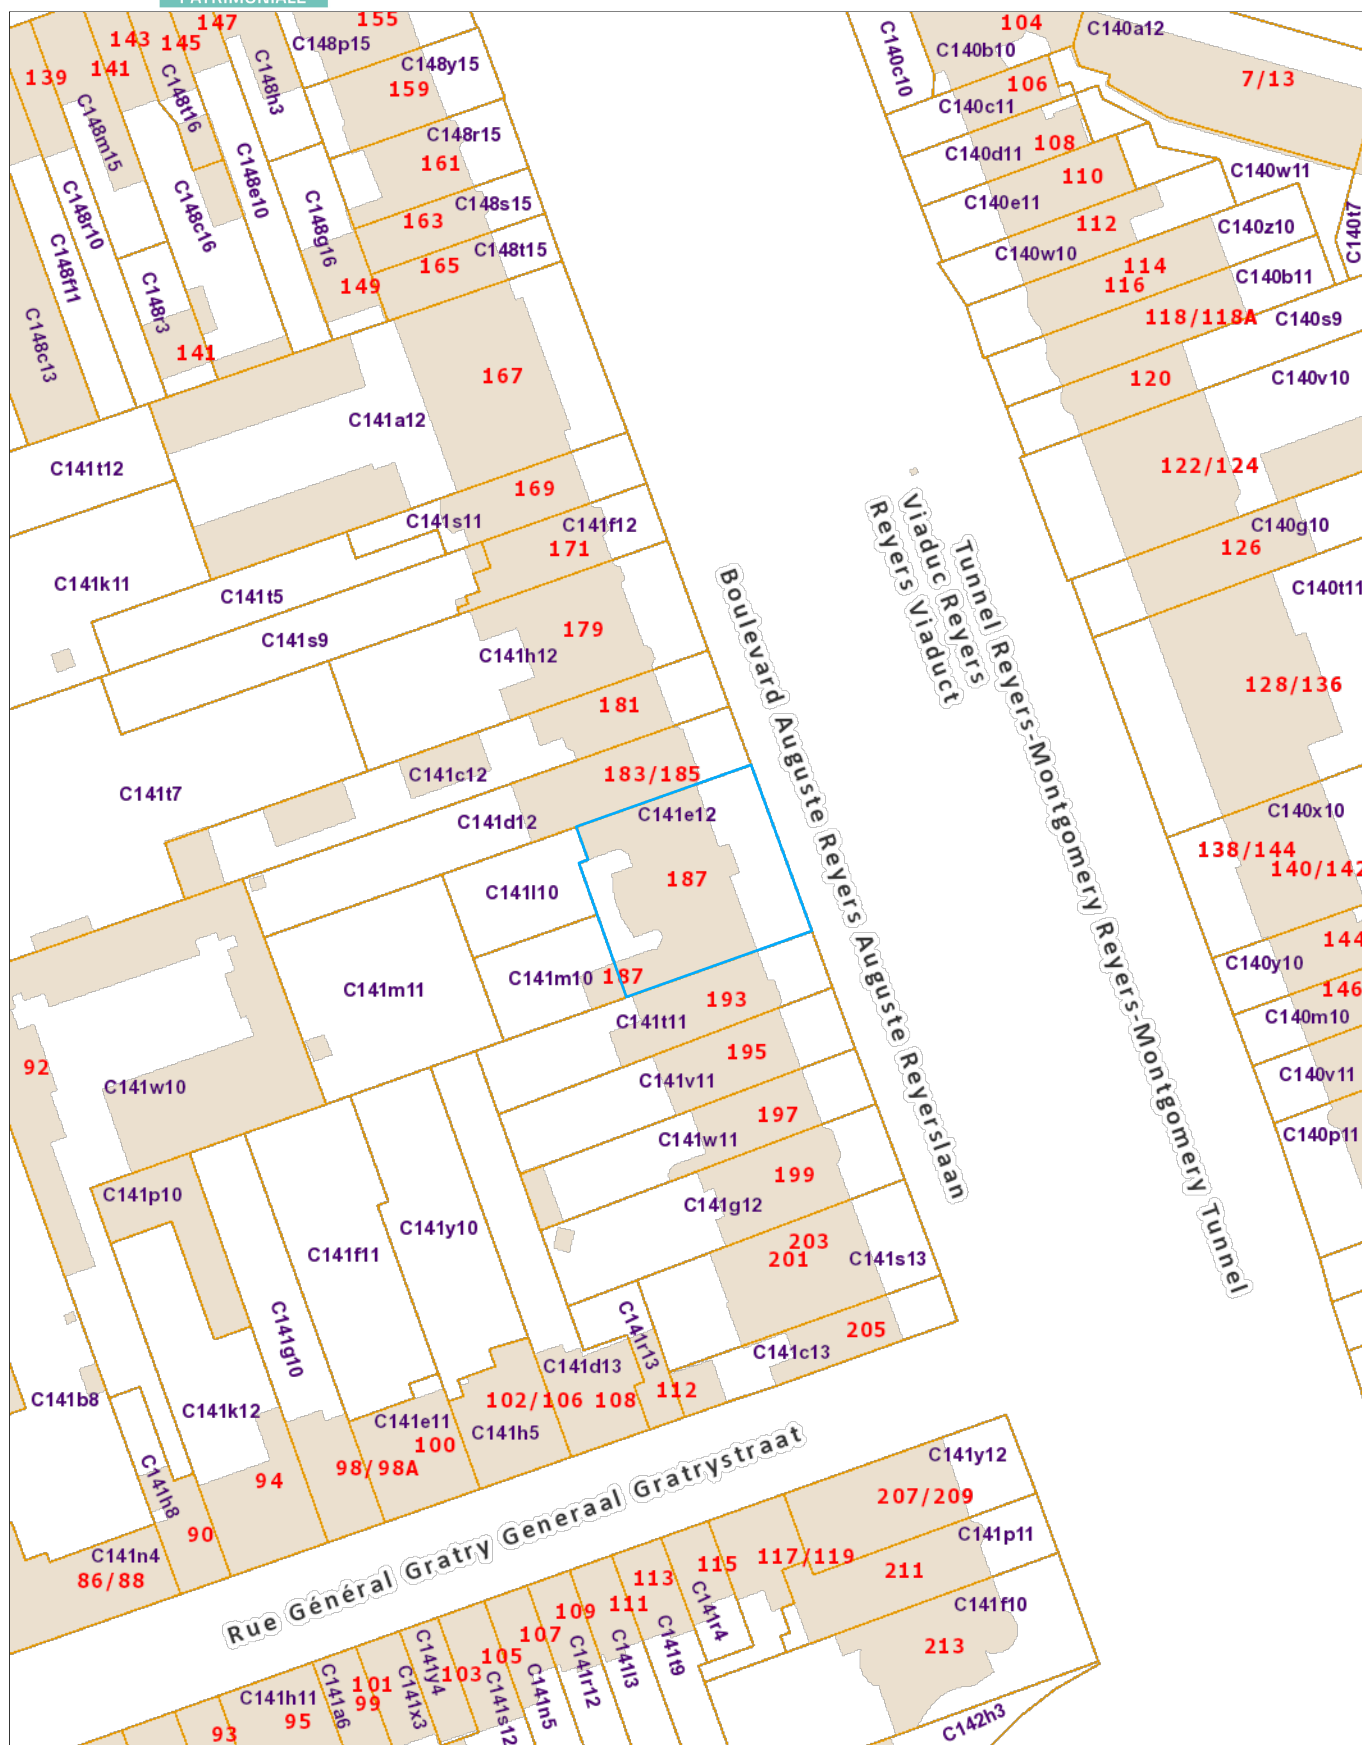 PATRIMONIALE
147
155
104
143
145
C148p15
C140c10
C140b10
C140a12
139
141
C148h3
C148y15
159
106
7/13
C148t16
C140c11
C148m15
C148r15
108
C148e10
161
C140d11
110
C140w11
C148r10
C148c16
C148g16
C148s15
C140e11
163
112
C140z10
C140t7
C148f11
C148t15
C140w10
165
114
C148r3
149
116
C140b11
C148c13
118/118A
C140s9
141
167
120
C140v10
C141a12
C141t12
122/124
169
C141s11
C141f12
C140g10
171
126
C141k11
C141t5
C140t11
C141s9
179
C141h12
128/136
181
Viaduc Reyers
Reyers Viaduct
Tunnel Reyers-Montgomery Reyers-Montgomery Tunnel
Boulevard Auguste Reyers Auguste Reyerslaan
C141c12
183/185
C141t7
C141e12
C140x10
C141d12
138/144
140/142
187
C141l10
144
C140y10
C141m10
187
C141m11
193
146
C140m10
C141t11
92
195
C140v11
C141w10
C141v11
197
C141w11
C140p11
199
C141p10
C141g12
C141y10
C141f11
203
201
C141s13
C141g10
C141r13
205
C141c13
C141d13
C141b8
102/106
108
112
C141k12
C141e11
C141h5
100
98/98A
94
C141h8
90
C141n4
86/88
Rue Général Gratry Generaal Gratrystraat
C141y12
207/209
C141p11
117/119
115
211
113
C141r4
C141f10
111
109
C141t9
107
213
C141l3
C141r12
105
C141n5
C141y4
103
C141s12
C141x3
101
99
C141a6
C141h11
95
93
C142h3